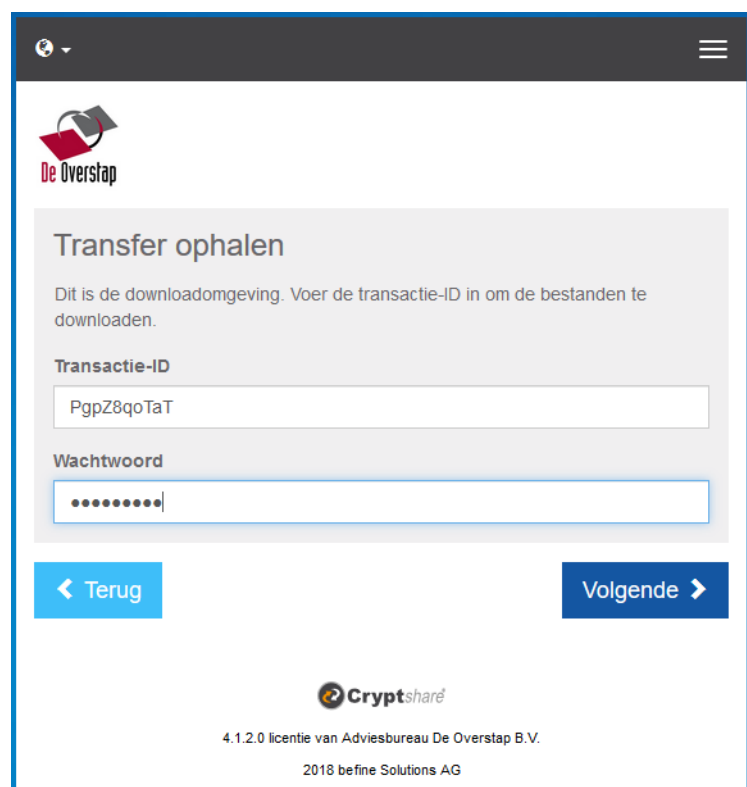 De Overstap
Transfer ophalen
Dit is de downloadomgeving. Voer de transactie-ID in om de bestanden te
downloaden.
Transactie-ID
PgpZ8qoTaT
Wachtwoord
•••••••••
Terug
Volgende
Cryptshare
4.1.2.0 licentie van Adviesbureau De Overstap B.V.
2018 befine Solutions AG